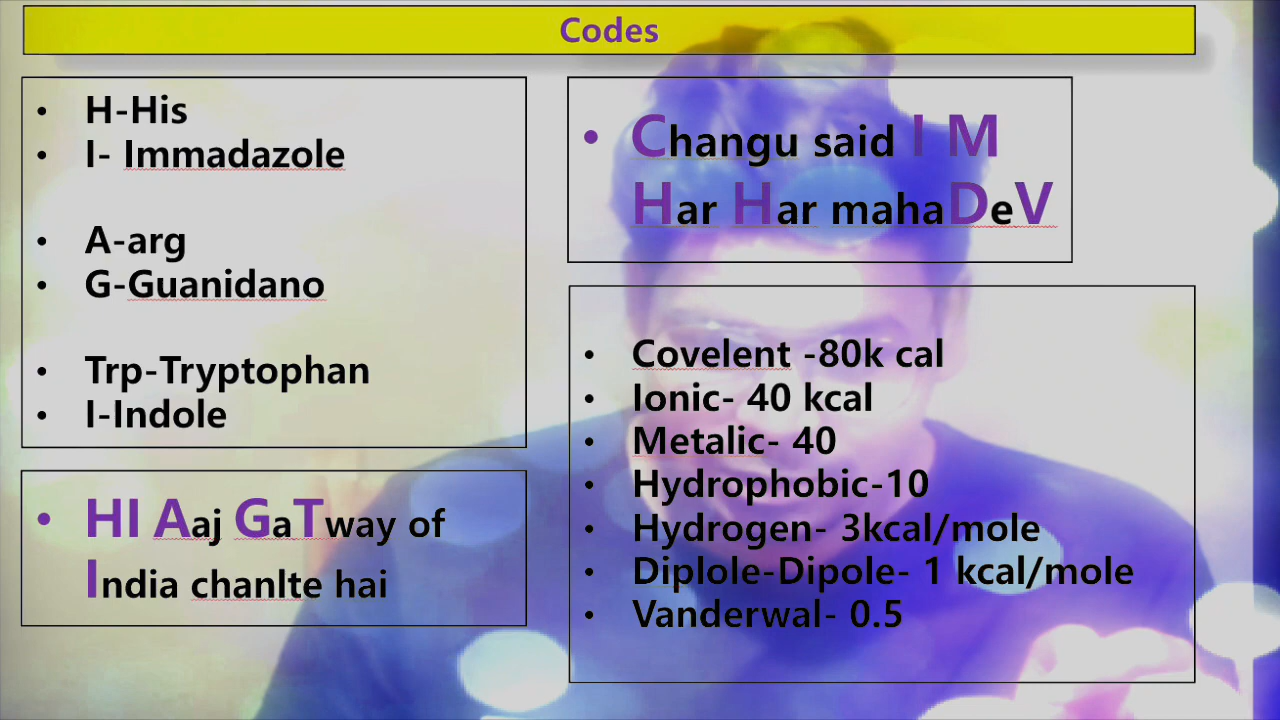 Codes
• H-His
• I- Immadazole
• A-arg
• G-Guanidano
• Trp-Tryptophan
• I-Indole
• HI Aaj GaTway of
India chanlte hai
• Changu said I M
Har Har mahaDeV
• Covelent -80k cal
• Ionic- 40 kcal
• Metalic- 40
• Hydrophobic-10
• Hydrogen- 3kcal/mole
• Diplole-Dipole- 1 kcal/mole
• Vanderwal- 0.5